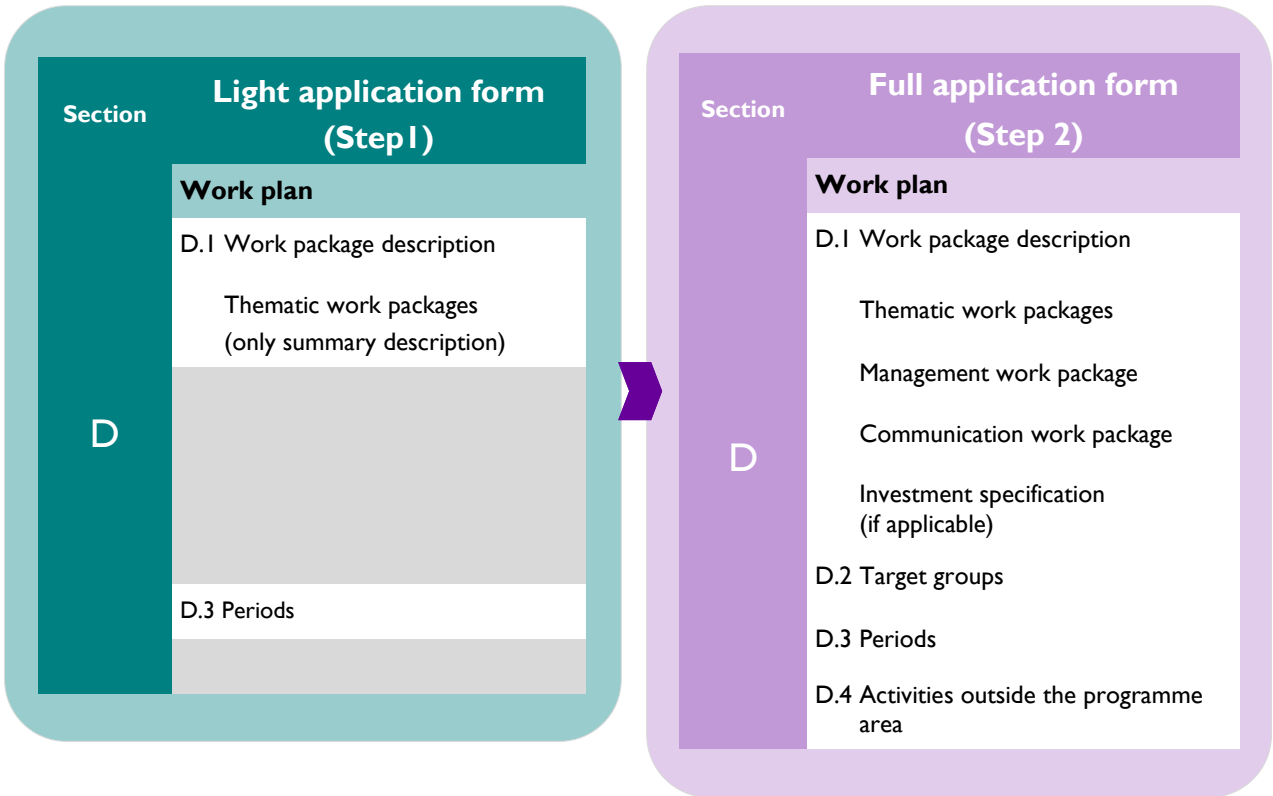 Section
Light application form
(Step1)
Work plan
D.1 Work package description
Thematic work packages
(only summary description)
D
D.3 Periods
Section
Full application form
(Step 2)
Work plan
D.1 Work package description
Thematic work packages
Management work package
Communication work package
D
Investment specification
(if applicable)
D.2 Target groups
D.3 Periods
D.4 Activities outside the programme
area